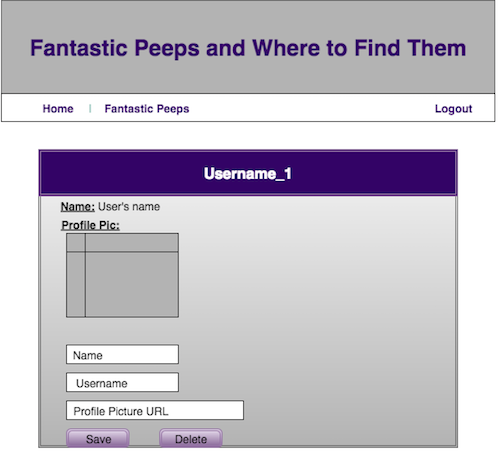 Fantastic Peeps and Where to Find Them
Home | Fantastic Peeps Logout
Username_1
Name: User's name
Profile Pic:
Name
Username
Profile Picture URL
Save Delete